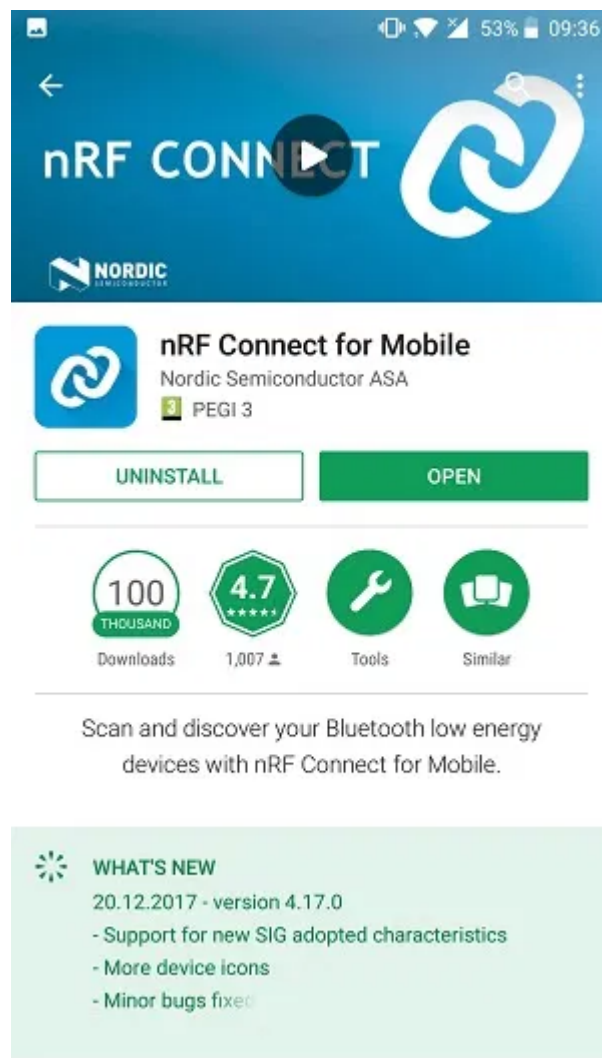 53% 09:36
nRF CONNECT
NORDIC
SEMICONDUCTOR
nRF Connect for Mobile
Nordic Semiconductor ASA
3 PEGI 3
UNINSTALL OPEN
100
THOUSAND
4.7
Downloads 1,007 Tools Similar
Scan and discover your Bluetooth low energy
devices with nRF Connect for Mobile.
WHAT'S NEW
20.12.2017 - version 4.17.0
- Support for new SIG adopted characteristics
- More device icons
- Minor bugs fixed